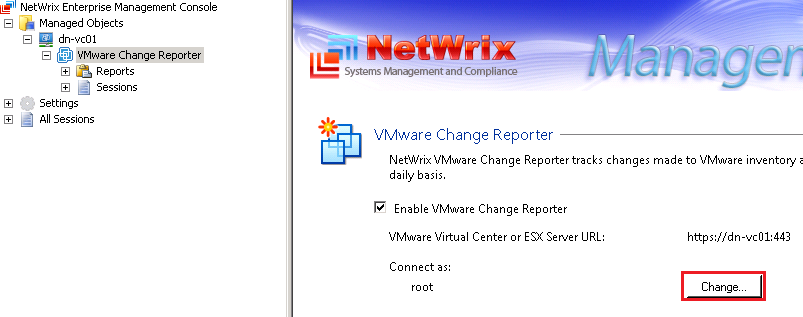 NetWrix Enterprise Management Console
Managed Objects
dn-vc01
VMware Change Reporter
Reports
Sessions
Settings
All Sessions
NetWrix
Systems Management and Compliance
Managem
VMware Change Reporter
NetWrix VMware Change Reporter tracks changes made to VMware inventory a
daily basis.
Enable VMware Change Reporter
VMware Virtual Center or ESX Server URL: https://dn-vc01:443
Connect as:
root
Change...